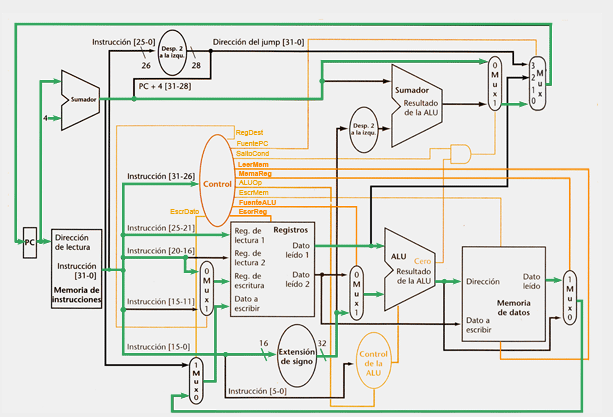 Instrucción [25-0]
26
Desp. 2
a la izqu.
28
Dirección del jump [31-0]
PC + 4 [31-28]
4
Sumador
Sumador
Resultado
de la ALU
0
M
u
x
1
3
2
1
0
M
u
x
Desp. 2
a la izqu.
RegDest
FuentePC
SaltoCond
LeerMem
MemaReg
ALUOp
EscrMem
FuenteALU
EscrReg
EscrDato
Control
Instrucción [31-26]
PC
Dirección
de lectura
Instrucción
[31-0]
Memoria de
instrucciones
Instrucción [25-21]
Instrucción [20-16]
Instrucción [15-11]
Instrucción [15-0]
Instrucción [5-0]
0
M
u
x
1
Registros
Reg. de
lectura 1
Reg. de
lectura 2
Reg. de
escritura
Dato a
escribir
Dato
leído 1
Dato
leído 2
0
M
u
x
1
ALU
Cero
Resultado
de la ALU
Dirección
Dato
leído
Memoria
de datos
Dato a
escribir
1
M
u
x
0
16
Extensión
de signo
32
Control
de la
ALU
1
M
u
x
0